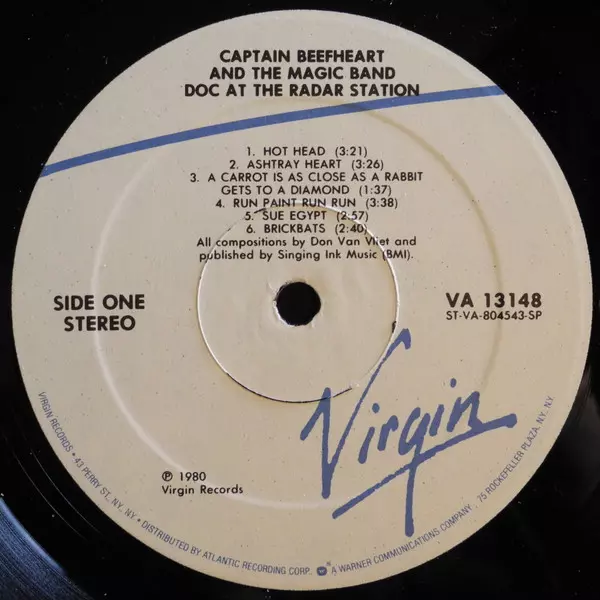 CAPTAIN BEEFHEART
AND THE MAGIC BAND
DOC AT THE RADAR STATION
1. HOT HEAD (3:21)
2. ASHTRAY HEART (3:26)
3. A CARROT IS AS CLOSE AS A RABBIT
GETS TO A DIAMOND (1:37)
4. RUN PAINT RUN RUN (3:38)
5. SUE EGYPT (2:57)
6. BRICKBATS (2:40)
All compositions by Don Van Vliet and
published by Singing Ink Music (BMI).
SIDE ONE
STEREO
VA 13148
ST-VA-804543-SP
Virgin
℗ 1980
Virgin Records
VIRGIN RECORDS • 43 PERRY ST., NY, NY • DISTRIBUTED BY ATLANTIC RECORDING CORP. A WARNER COMMUNICATIONS COMPANY, 75 ROCKEFELLER PLAZA, NY, NY.